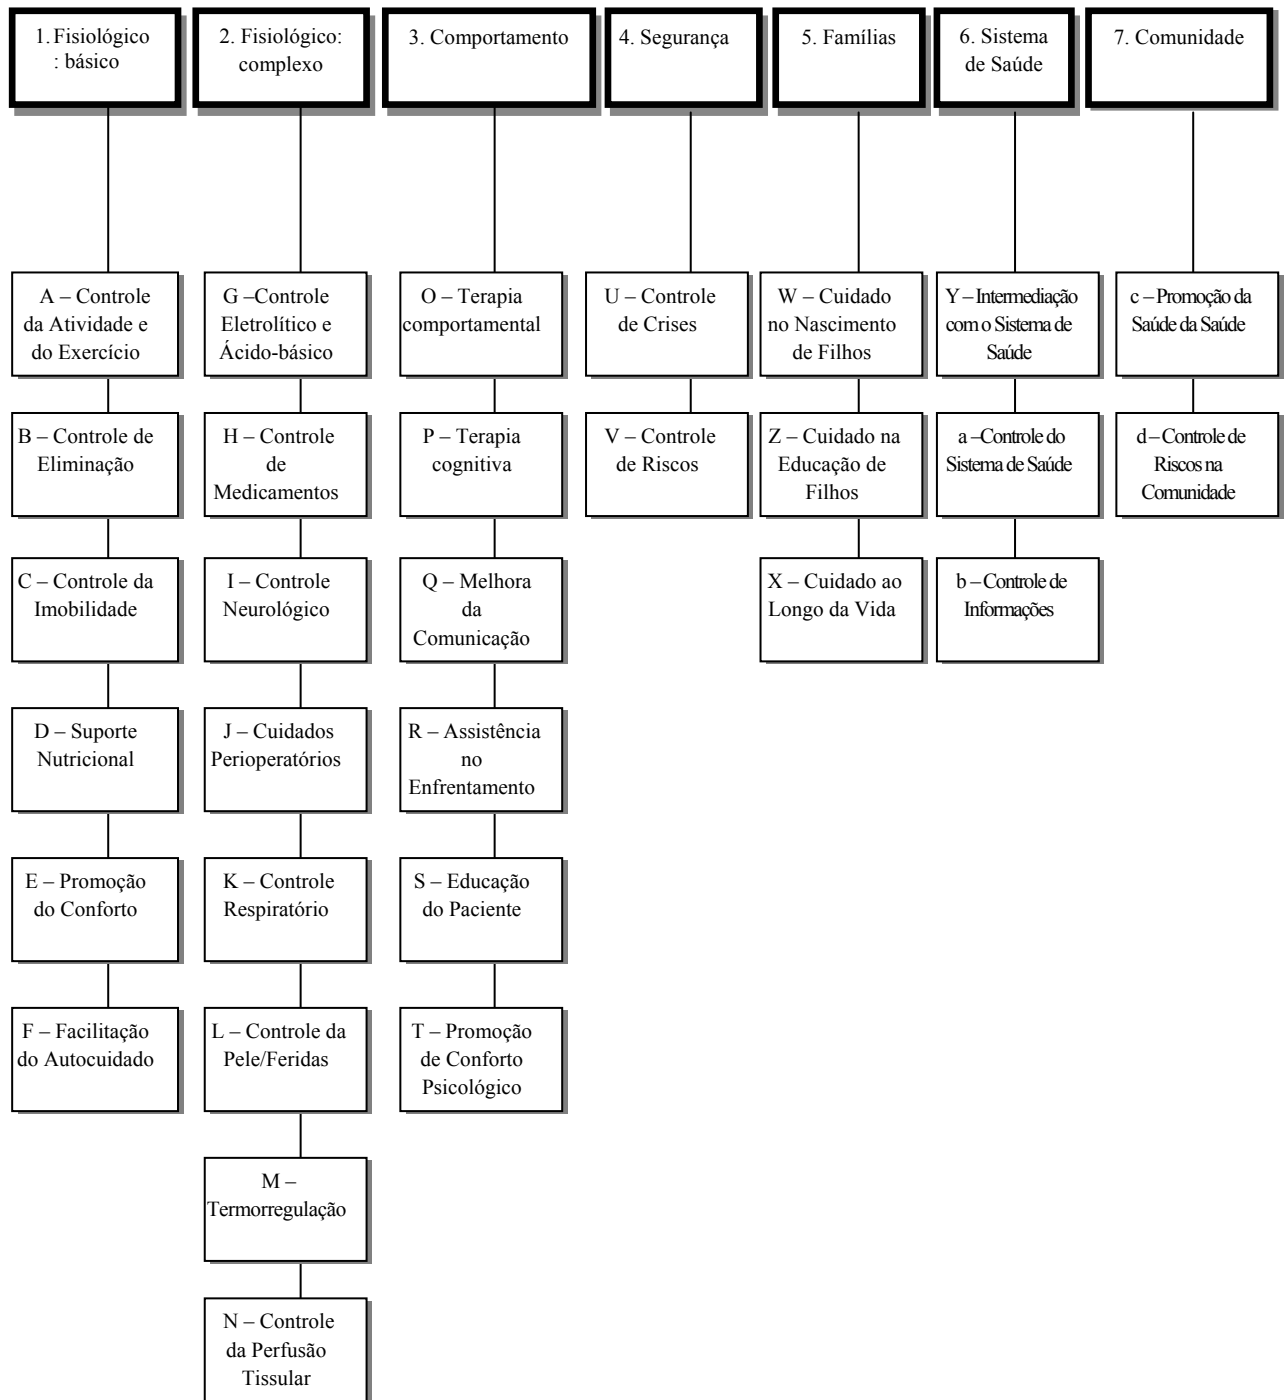 1. Fisiológico
: básico
2. Fisiológico:
complexo
3. Comportamento
4. Segurança
5. Famílias
6. Sistema
de Saúde
7. Comunidade
A – Controle
da Atividade e
do Exercício
B – Controle de
Eliminação
C – Controle da
Imobilidade
D – Suporte
Nutricional
E – Promoção
do Conforto
F – Facilitação
do Autocuidado
G –Controle
Eletrolítico e
Ácido-básico
H – Controle
de
Medicamentos
I – Controle
Neurológico
J – Cuidados
Perioperatórios
K – Controle
Respiratório
L – Controle da
Pele/Feridas
M –
Termorregulação
N – Controle
da Perfusão
Tissular
O – Terapia
comportamental
P – Terapia
cognitiva
Q – Melhora
da
Comunicação
R – Assistência
no
Enfrentamento
S – Educação
do Paciente
T – Promoção
de Conforto
Psicológico
U – Controle
de Crises
V – Controle
de Riscos
W – Cuidado
no Nascimento
de Filhos
Z – Cuidado na
Educação de
Filhos
X – Cuidado ao
Longo da Vida
Y – Intermediação
com o Sistema de
Saúde
a –Controle do
Sistema de Saúde
b – Controle de
Informações
c – Promoção da
Saúde da Saúde
d – Controle de
Riscos na
Comunidade